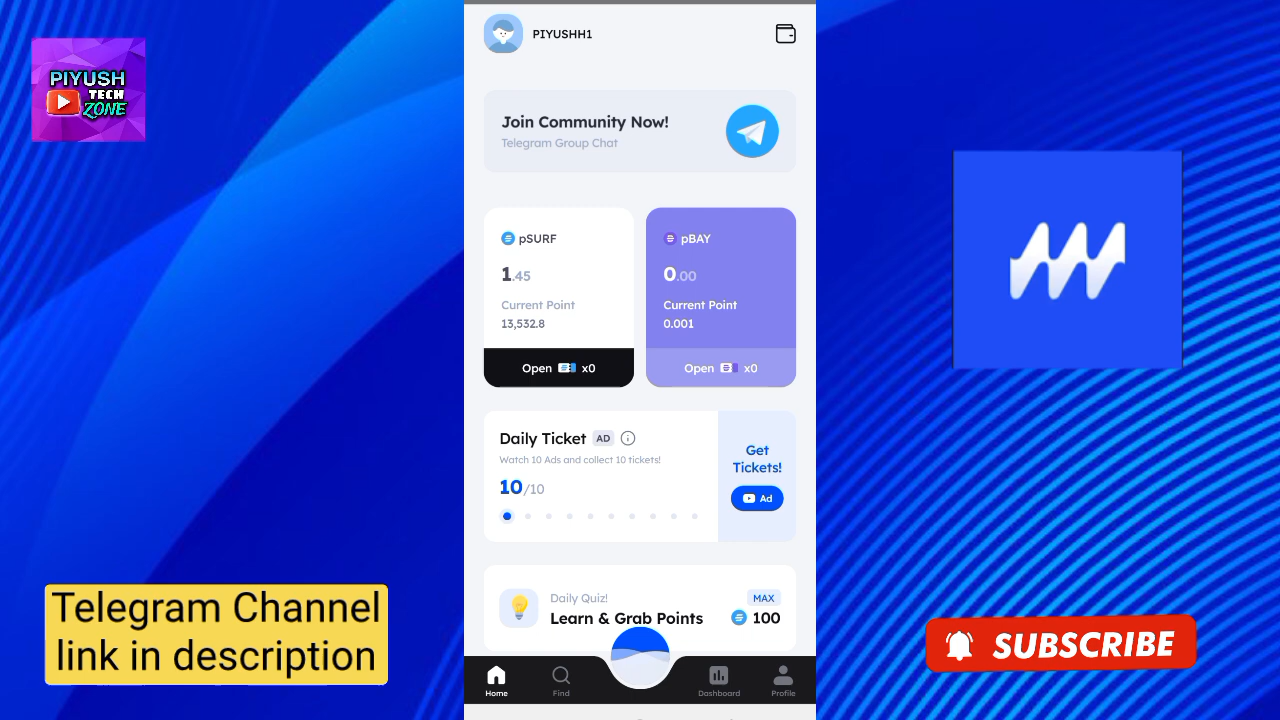 PIYUSH
TECH
ZONE
PIYUSHH1
Join Community Now!
Telegram Group Chat
pSURF
1.45
Current Point
13,532.8
Open x0
pBAY
0.00
Current Point
0.001
Open x0
Daily Ticket AD
Watch 10 Ads and collect 10 tickets!
10/10
Get
Tickets!
Ad
Daily Quiz!
Learn & Grab Points
MAX
100
Home
Find
Dashboard
Profile
Telegram Channel
link in description
SUBSCRIBE